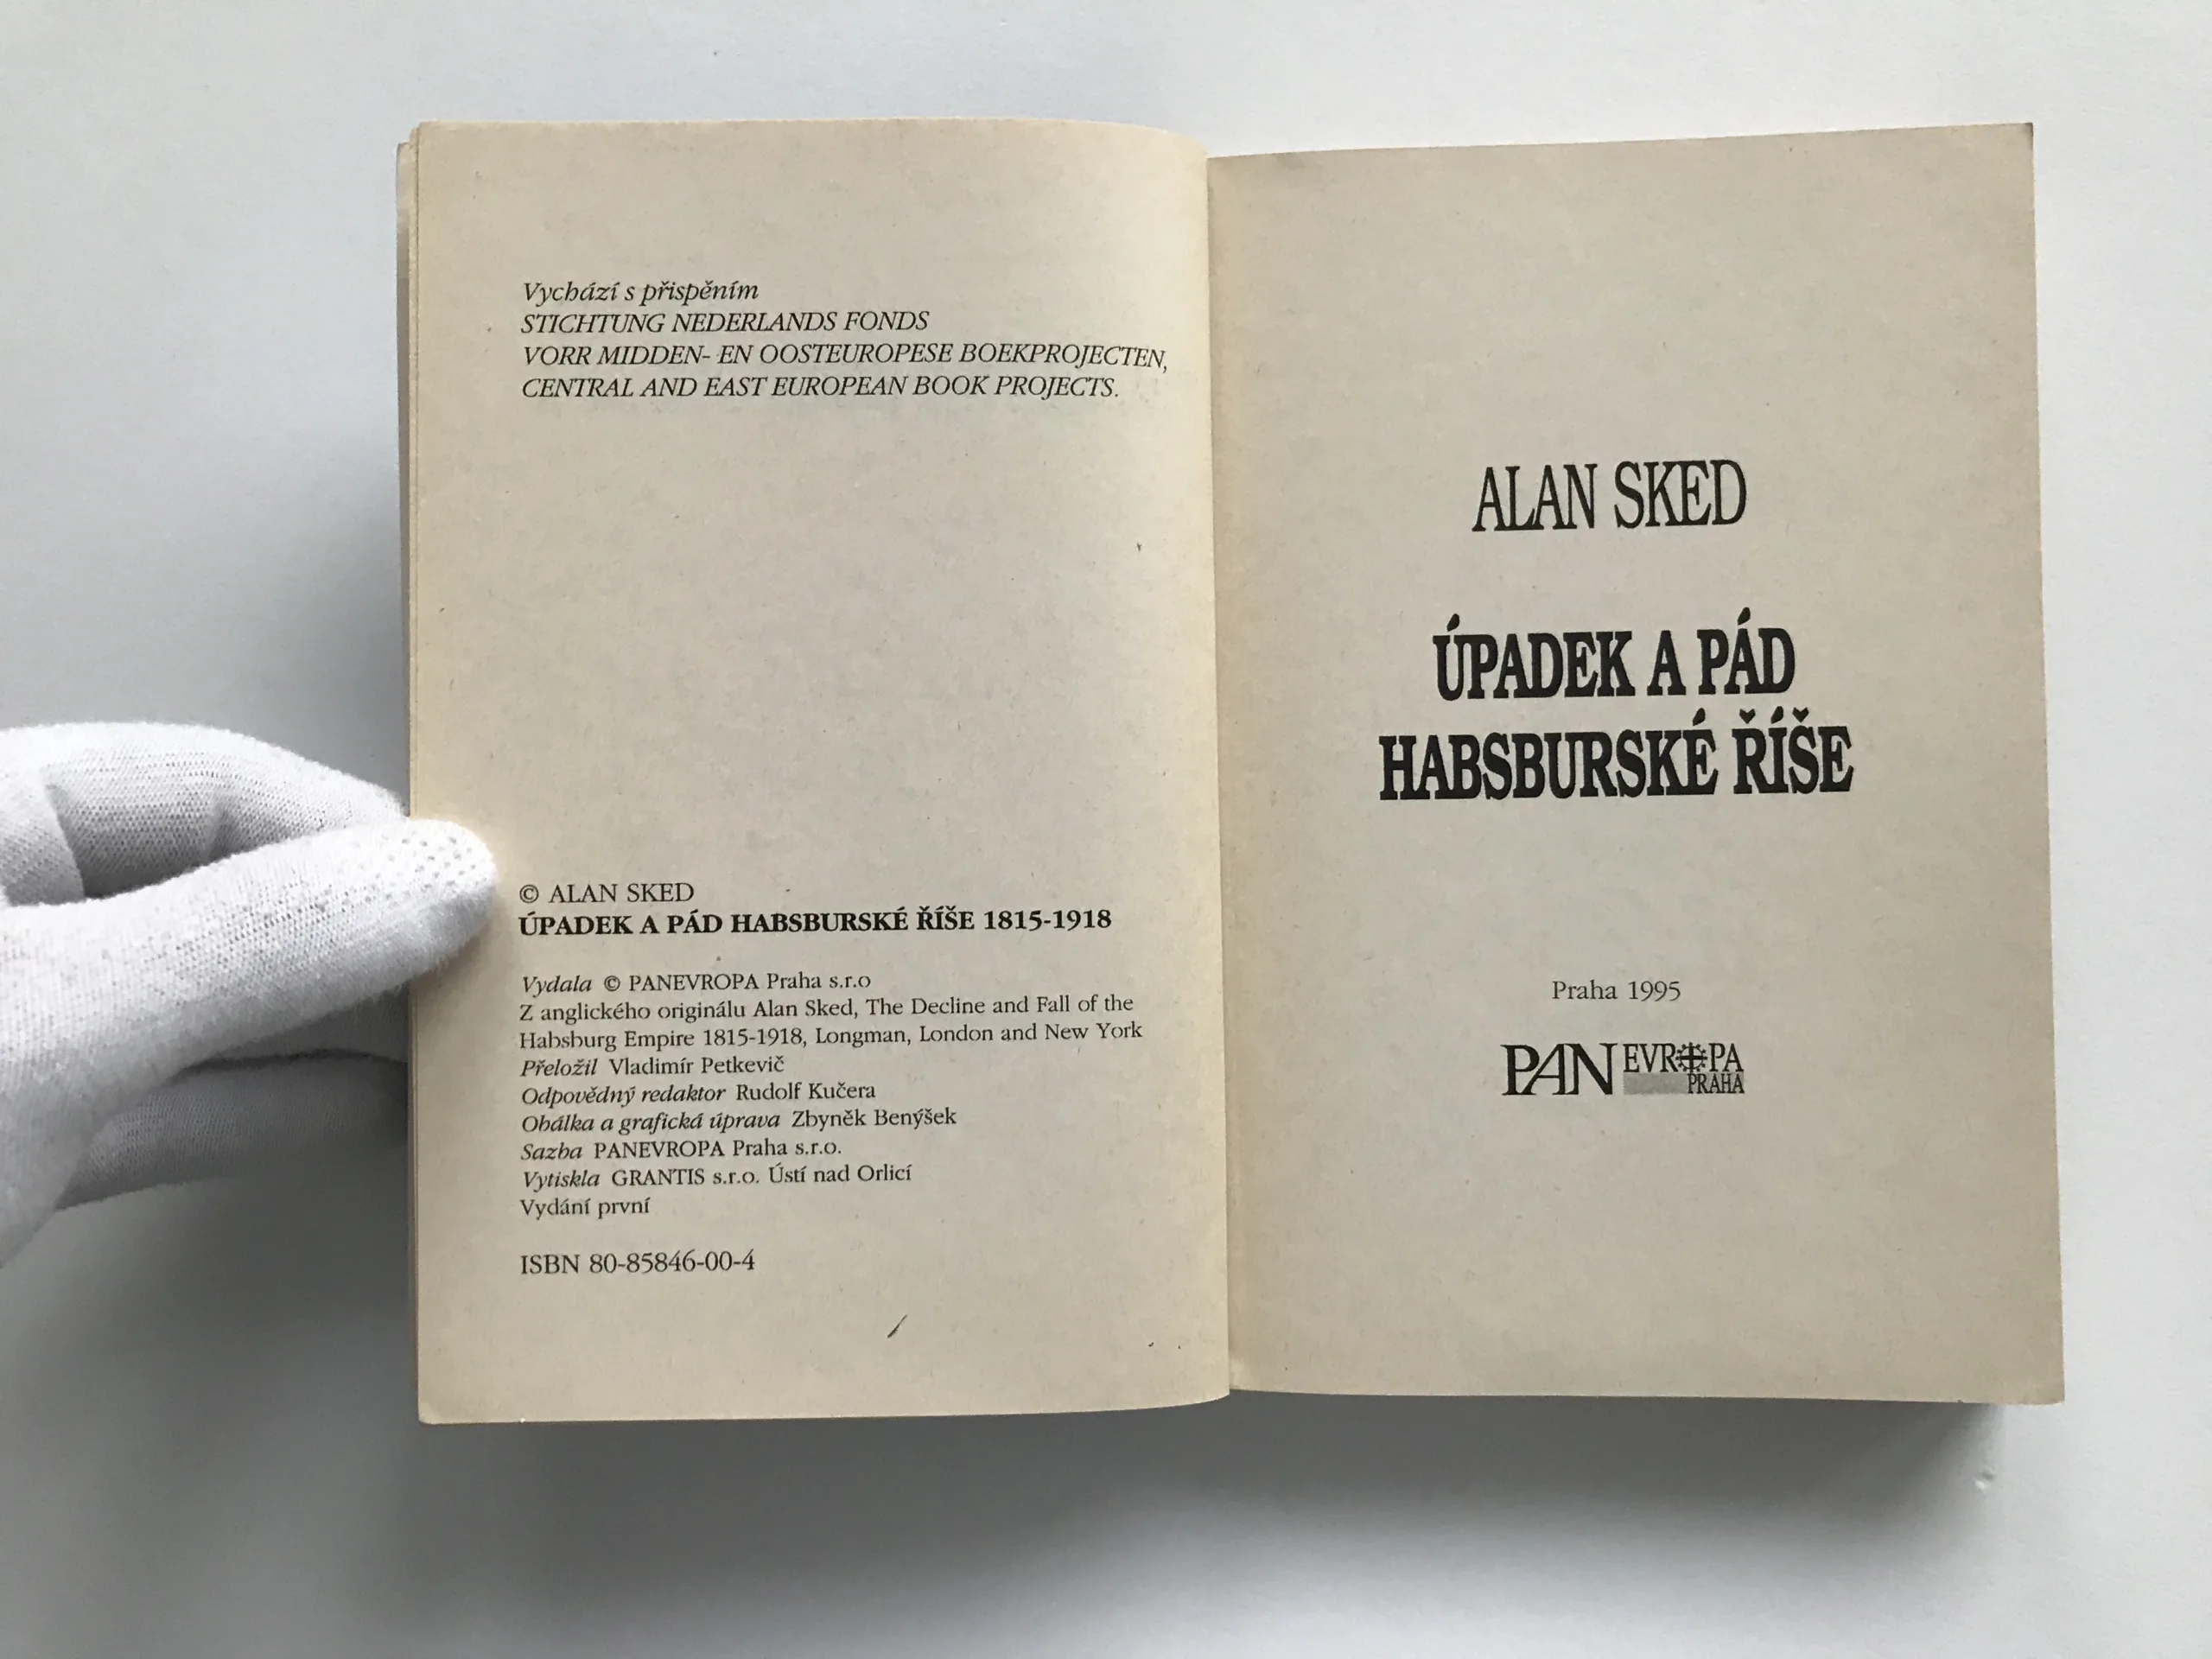 Vychází s přispěním
STICHTUNG NEDERLANDS FONDS
VORR MIDDEN- EN OOSTEUROPESE BOEKPROJECTEN,
CENTRAL AND EAST EUROPEAN BOOK PROJECTS.
© ALAN SKED
ÚPADEK A PÁD HABSBURSKÉ ŘÍŠE 1815-1918
Vydala © PANEVROPA Praha s.r.o
Z anglického originálu Alan Sked, The Decline and Fall of the
Habsburg Empire 1815-1918, Longman, London and New York
Přeložil Vladimír Petkevič
Odpovědný redaktor Rudolf Kučera
Obálka a grafická úprava Zbyněk Benýšek
Sazba PANEVROPA Praha s.r.o.
Vytiskla GRANTIS s.r.o. Ústí nad Orlicí
Vydání první
ISBN 80-85846-00-4
ALAN SKED
ÚPADEK A PÁD
HABSBURSKÉ ŘÍŠE
Praha 1995
PANEVROPA
PRAHA